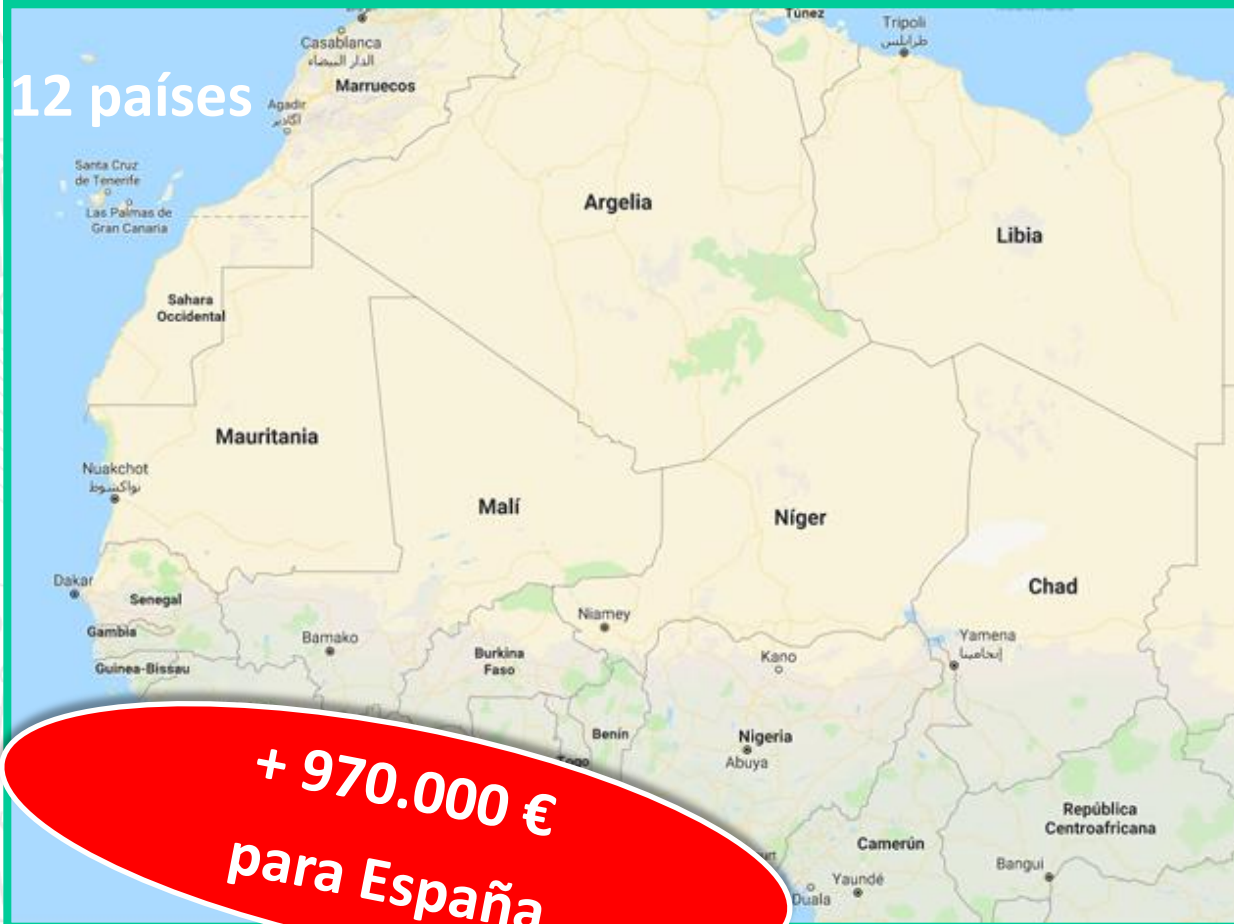 Túnez
Tripoli
طرابلس
Casablanca
الدار البيضاء
12 países
Marruecos
Agadir
أكادير
Santa Cruz
de Tenerife
Las Palmas de
Gran Canaria
Argelia
Libia
Sahara
Occidental
Mauritania
Nuakchot
نواكشوط
Malí
Níger
Chad
Dakar
Senegal
Niamey
Gambia
Bamako
Yamena
إنجامينا
Guinea-Bissau
Burkina
Faso
Kano
Benín
Nigeria
Abuya
Togo
+ 970.000 €
para España
República
Centroafricana
Camerún
Bangui
Yaundé
Duala